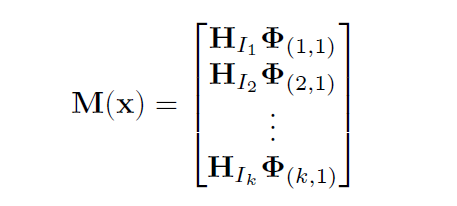 M(x) = [ H_{I_1} Φ_{(1,1)}
H_{I_2} Φ_{(2,1)}
⋮
H_{I_k} Φ_{(k,1)} ]